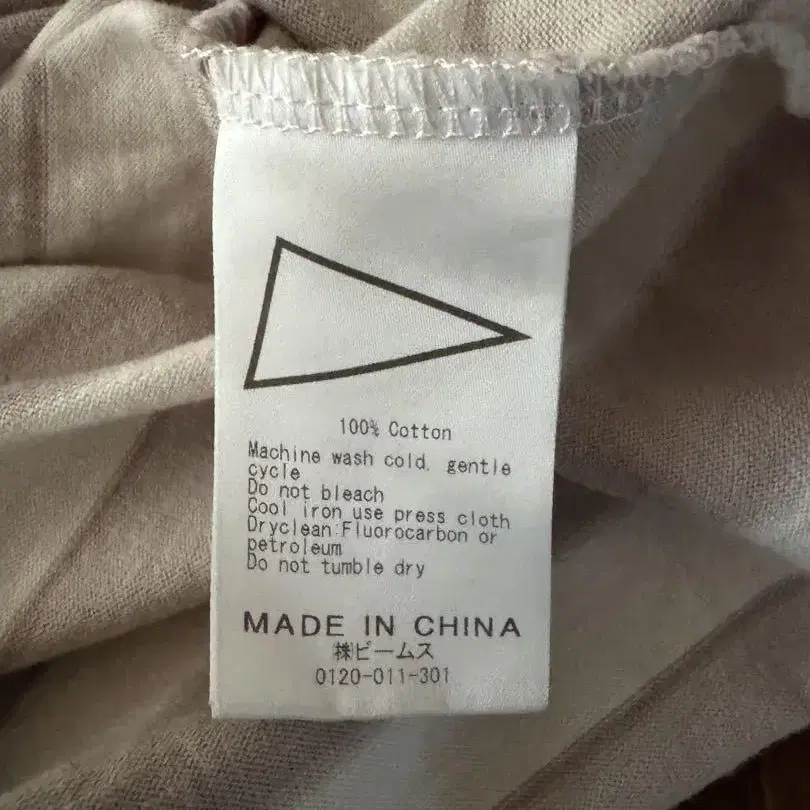 100% Cotton
Machine wash cold, gentle
cycle
Do not bleach
Cool iron use press cloth
Dryclean:Fluorocarbon or
petroleum
Do not tumble dry
MADE IN CHINA
㈱ビームス
0120-011-301